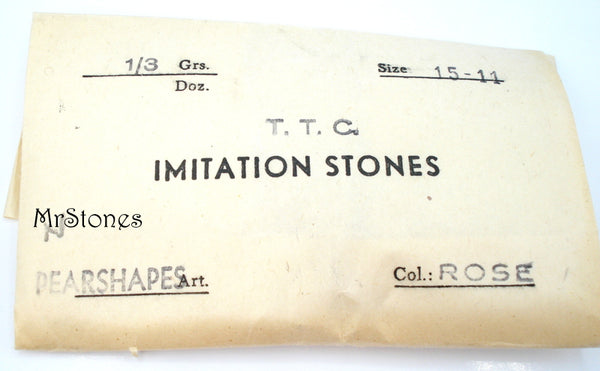 1/3 Grs. Size 15-11
Doz.
T. T. C.
IMITATION STONES
MrStones
PEARSHAPES Art. Col.: ROSE